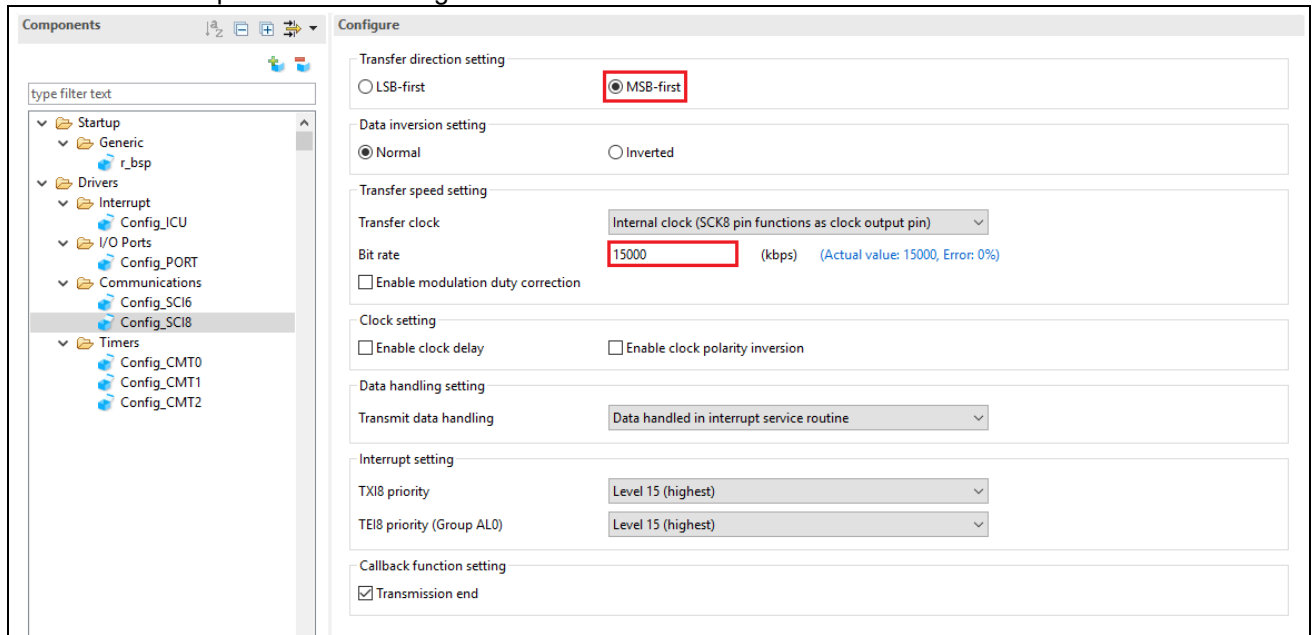 Components
Configure
type filter text
Startup
Generic
r_bsp
Drivers
Interrupt
Config_ICU
I/O Ports
Config_PORT
Communications
Config_SCI6
Config_SCI8
Timers
Config_CMT0
Config_CMT1
Config_CMT2
Transfer direction setting
LSB-first MSB-first
Data inversion setting
Normal Inverted
Transfer speed setting
Transfer clock Internal clock (SCK8 pin functions as clock output pin)
Bit rate 15000 (kbps) (Actual value: 15000, Error: 0%)
Enable modulation duty correction
Clock setting
Enable clock delay Enable clock polarity inversion
Data handling setting
Transmit data handling Data handled in interrupt service routine
Interrupt setting
TXI8 priority Level 15 (highest)
TEI8 priority (Group AL0) Level 15 (highest)
Callback function setting
Transmission end